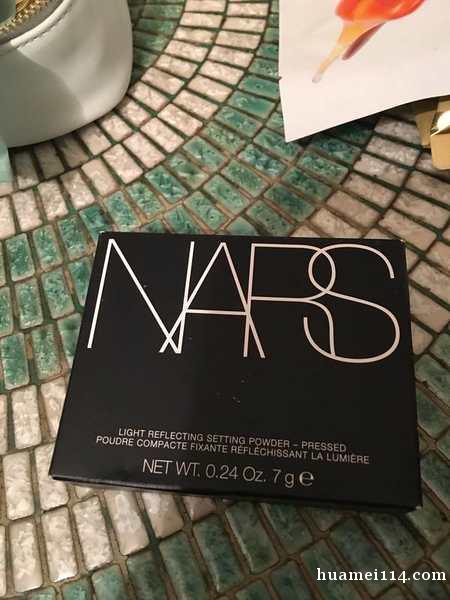 NARS
LIGHT REFLECTING SETTING POWDER – PRESSED
POUDRE COMPACTE FIXANTE RÉFLÉCHISSANT LA LUMIÈRE
NET WT. 0.24 Oz. 7 g ℮
huamei114.com